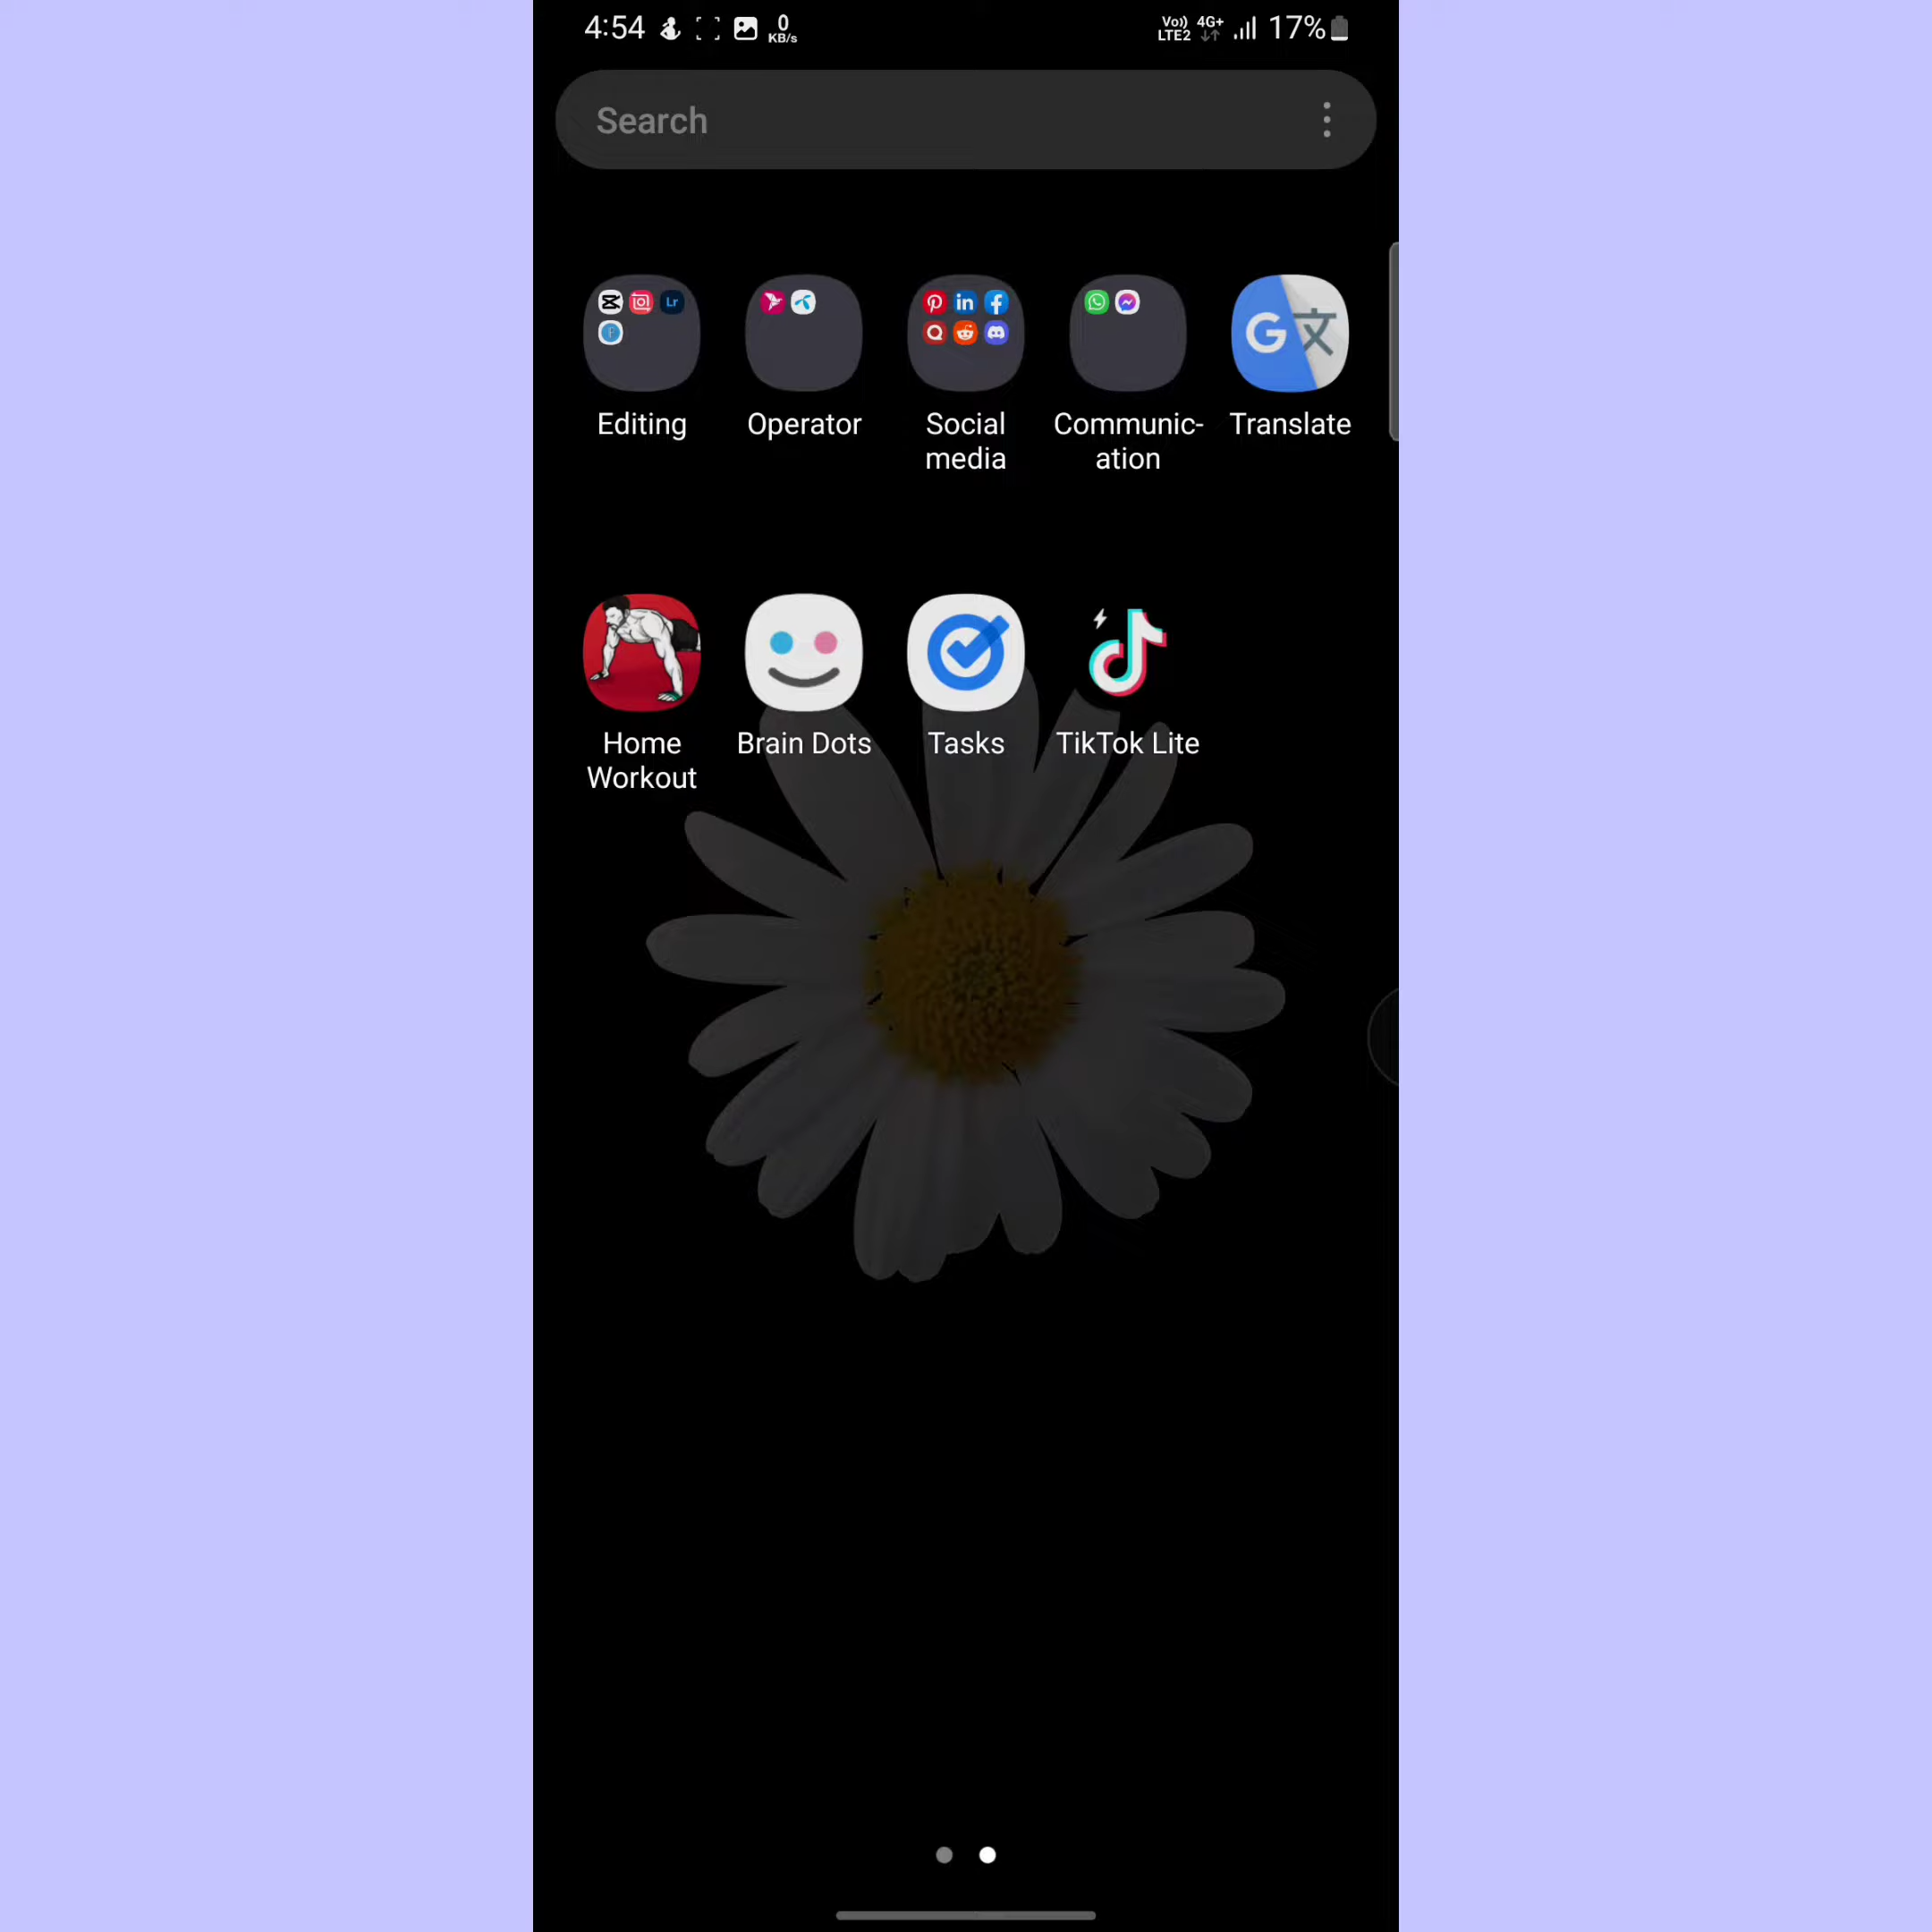 4:54 0 KB/s Vo)) LTE2 4G+ 17%
Search
Lr
Editing
Operator
Social
media
Communic-
ation
Translate
Home
Workout
Brain Dots
Tasks
TikTok Lite